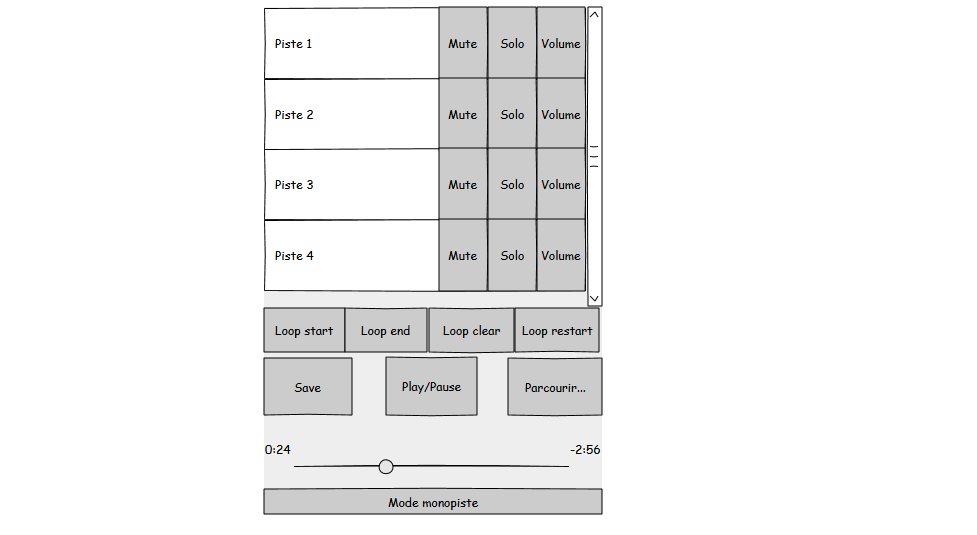 Piste 1 Mute Solo Volume
Piste 2 Mute Solo Volume
Piste 3 Mute Solo Volume
Piste 4 Mute Solo Volume
Loop start Loop end Loop clear Loop restart
Save Play/Pause Parcourir...
0:24 -2:56
Mode monopiste